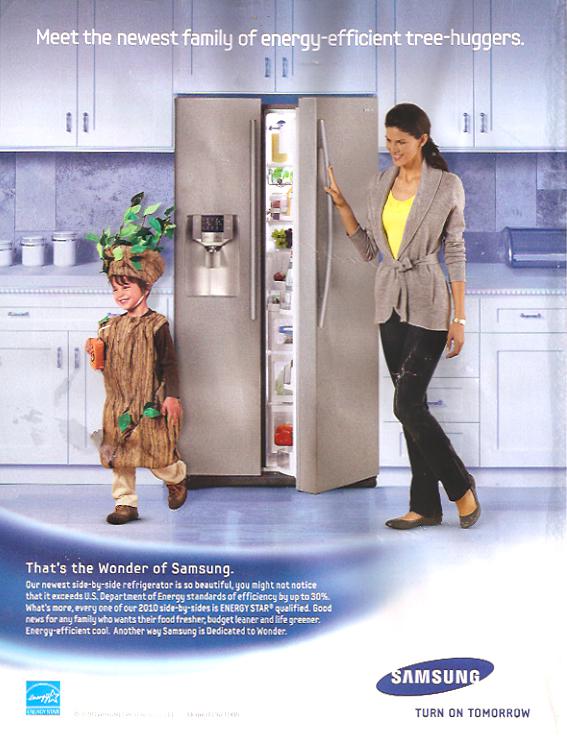 Meet the newest family of energy-efficient tree-huggers.
That's the Wonder of Samsung.
Our newest side-by-side refrigerator is so beautiful, you might not notice
that it exceeds U.S. Department of Energy standards of efficiency by up to 30%.
What's more, every one of our 2010 side-by-sides is ENERGY STAR® qualified. Good
news for any family who wants their food fresher, budget leaner and life greener.
Energy-efficient cool. Another way Samsung is Dedicated to Wonder.
energy
ENERGY STAR
SAMSUNG
TURN ON TOMORROW